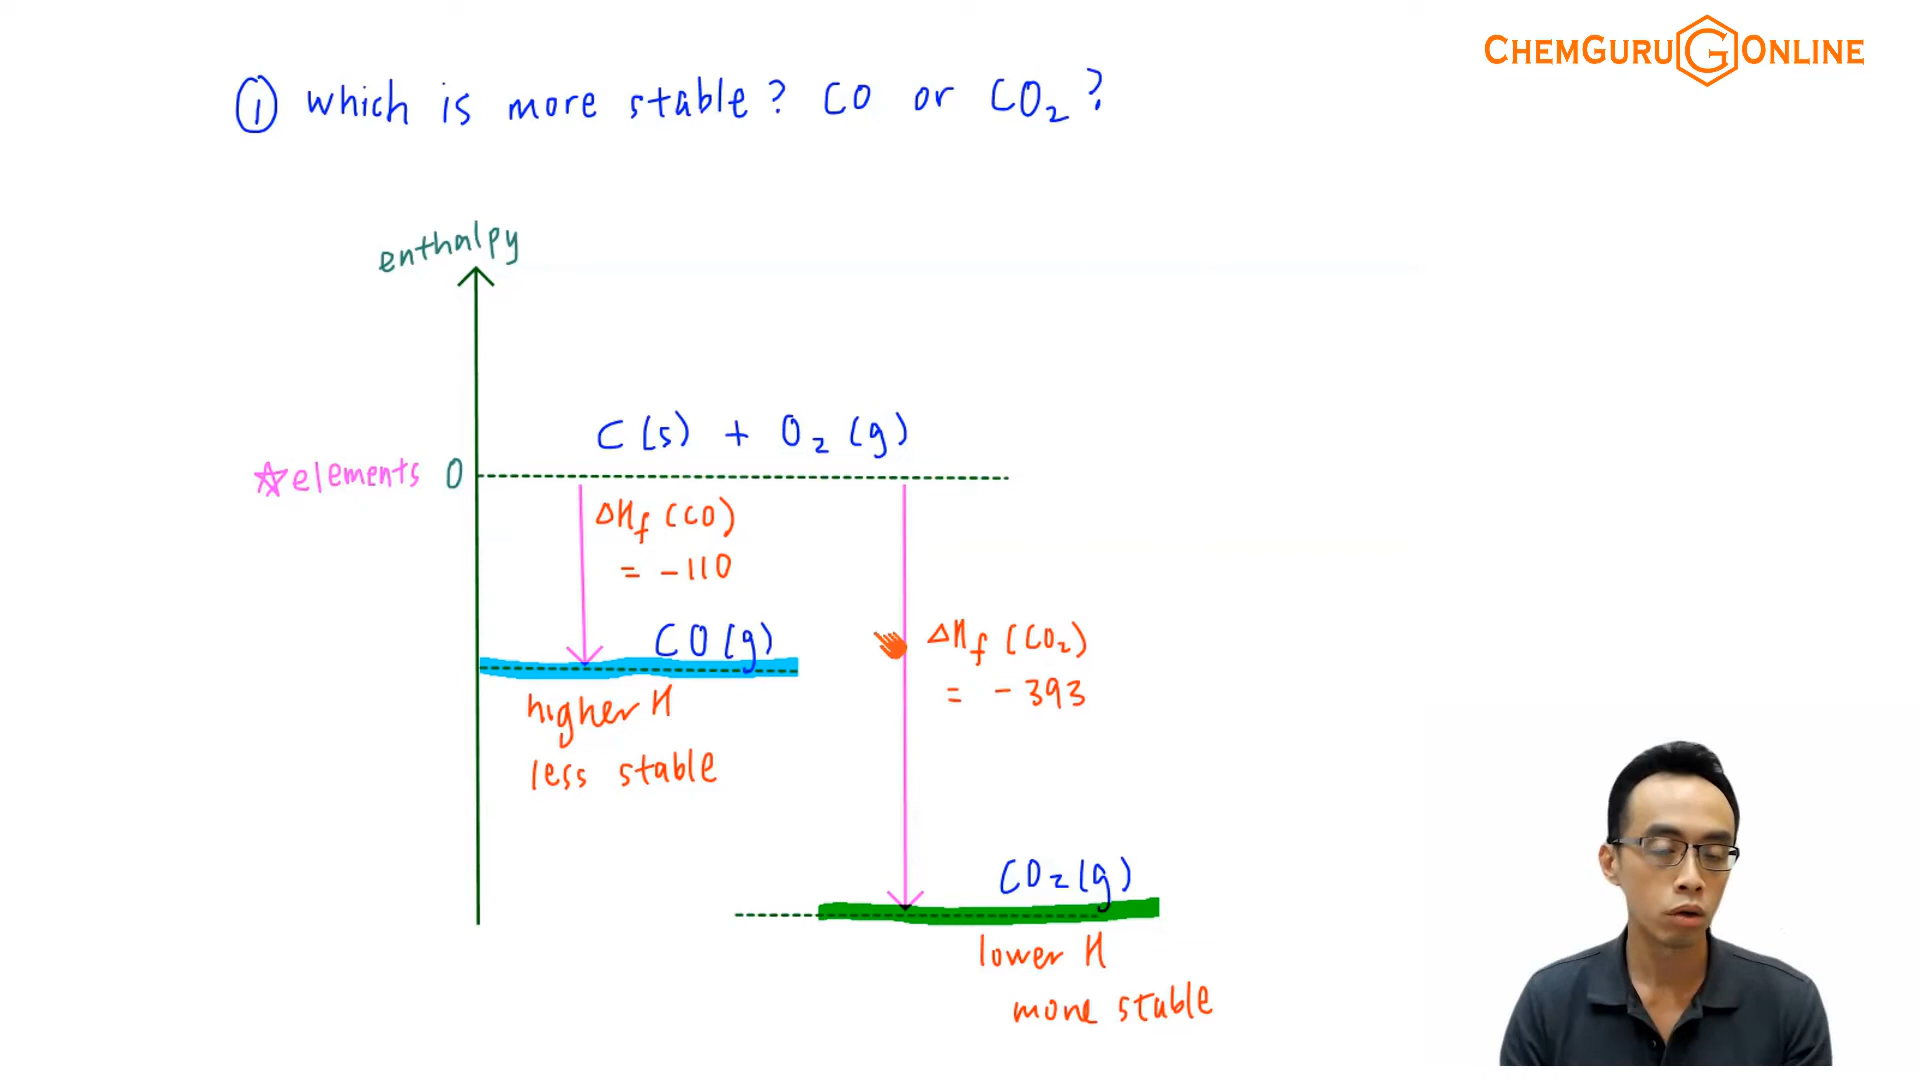 CHEMGURU G ONLINE
① which is more stable? CO or CO₂?
enthalpy
C(s) + O₂(g)
☆elements 0
ΔHf (CO)
= -110
CO(g)
ΔHf (CO₂)
= -393
higher H
less stable
CO₂(g)
lower H
more stable